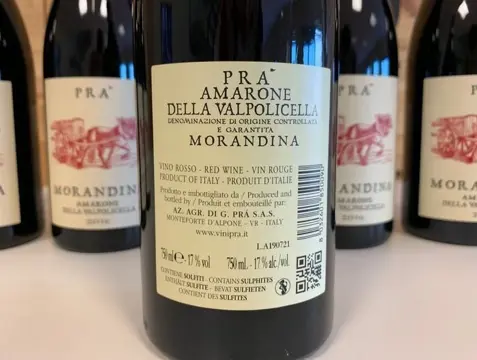 PRÀ
AMARONE
DELLA VALPOLICELLA
DENOMINAZIONE DI ORIGINE CONTROLLATA
E GARANTITA
MORANDINA
VINO ROSSO - RED WINE - VIN ROUGE
PRODUCT OF ITALY - PRODUIT D'ITALIE
Prodotto e imbottigliato da / Produced and
bottled by / Produit et embouteillé par:
AZ. AGR. DI G. PRÀ S.A.S.
MONTEFORTE D'ALPONE - VR - ITALY
www.vinipra.it
L.A190721
750 ml e 17% vol 750 mL - 17% alc./vol.
CONTIENE SOLFITI - CONTAINS SULPHITES
ENTHÄLT SULFITE - BEVAT SULFIETEN
CONTIENT DES SULFITES
PRÀ
MORANDINA
AMARONE
DELLA VALPOLICELLA
PRÀ
MORANDINA
AMARONE
DELLA VALPOLICELLA